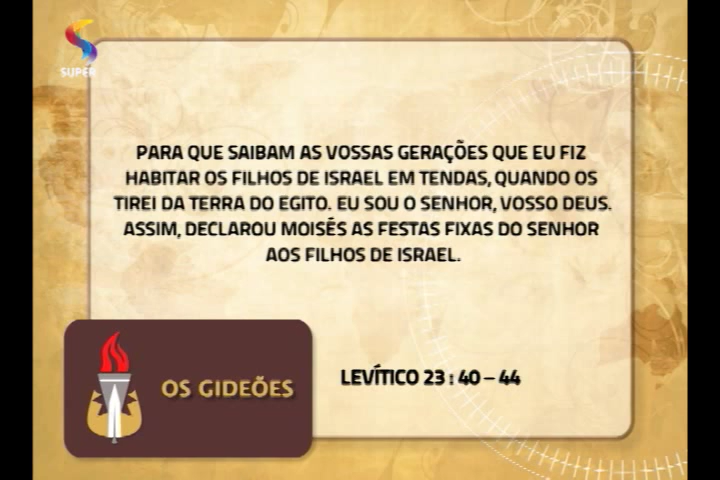 SUPER
PARA QUE SAIBAM AS VOSSAS GERAÇÕES QUE EU FIZ
HABITAR OS FILHOS DE ISRAEL EM TENDAS, QUANDO OS
TIREI DA TERRA DO EGITO. EU SOU O SENHOR, VOSSO DEUS.
ASSIM, DECLAROU MOISÉS AS FESTAS FIXAS DO SENHOR
AOS FILHOS DE ISRAEL.
OS GIDEÕES
LEVÍTICO 23 : 40 – 44